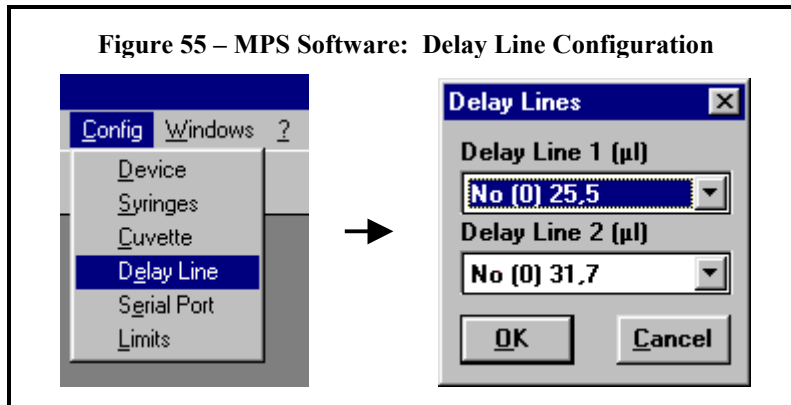 Figure 55 – MPS Software: Delay Line Configuration
Config Windows ?
Device
Syringes
Cuvette
Delay Line
Serial Port
Limits
Delay Lines
Delay Line 1 (µl)
No (0) 25,5
Delay Line 2 (µl)
No (0) 31,7
OK Cancel